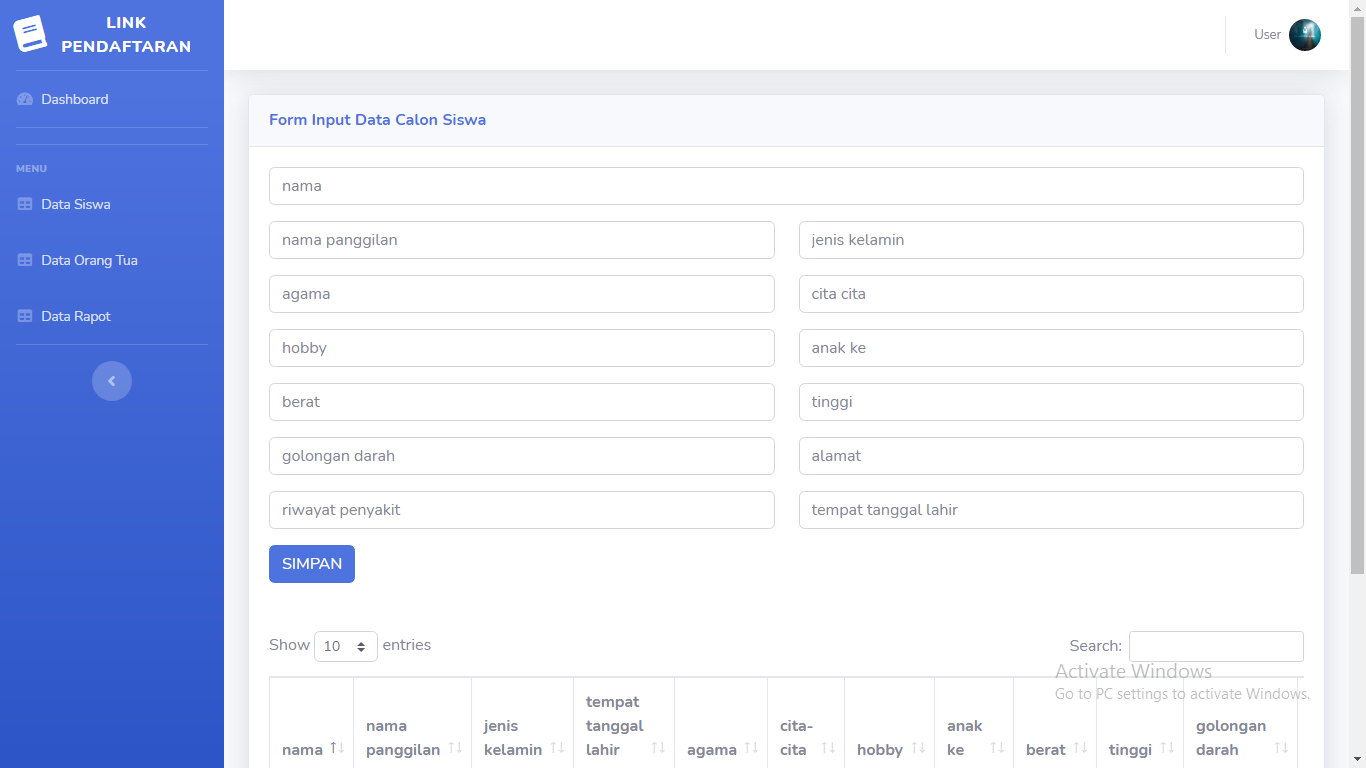 LINK
PENDAFTARAN
User
Dashboard
MENU
Data Siswa
Data Orang Tua
Data Rapot
Form Input Data Calon Siswa
nama
nama panggilan
jenis kelamin
agama
cita cita
hobby
anak ke
berat
tinggi
golongan darah
alamat
riwayat penyakit
tempat tanggal lahir
SIMPAN
Show 10 entries
Search:
Activate Windows
Go to PC settings to activate Windows.
nama
nama
panggilan
jenis
kelamin
tempat
tanggal
lahir
agama
cita-
cita
hobby
anak
ke
berat
tinggi
golongan
darah